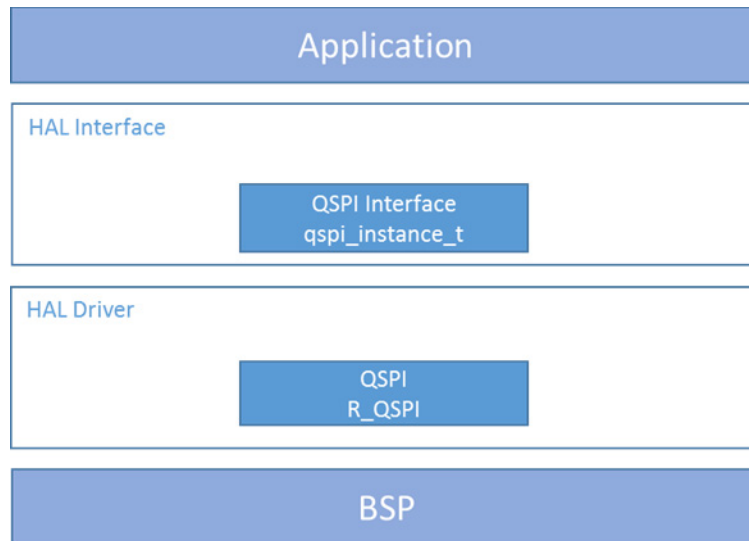 Application
HAL Interface
QSPI Interface
qspi_instance_t
HAL Driver
QSPI
R_QSPI
BSP